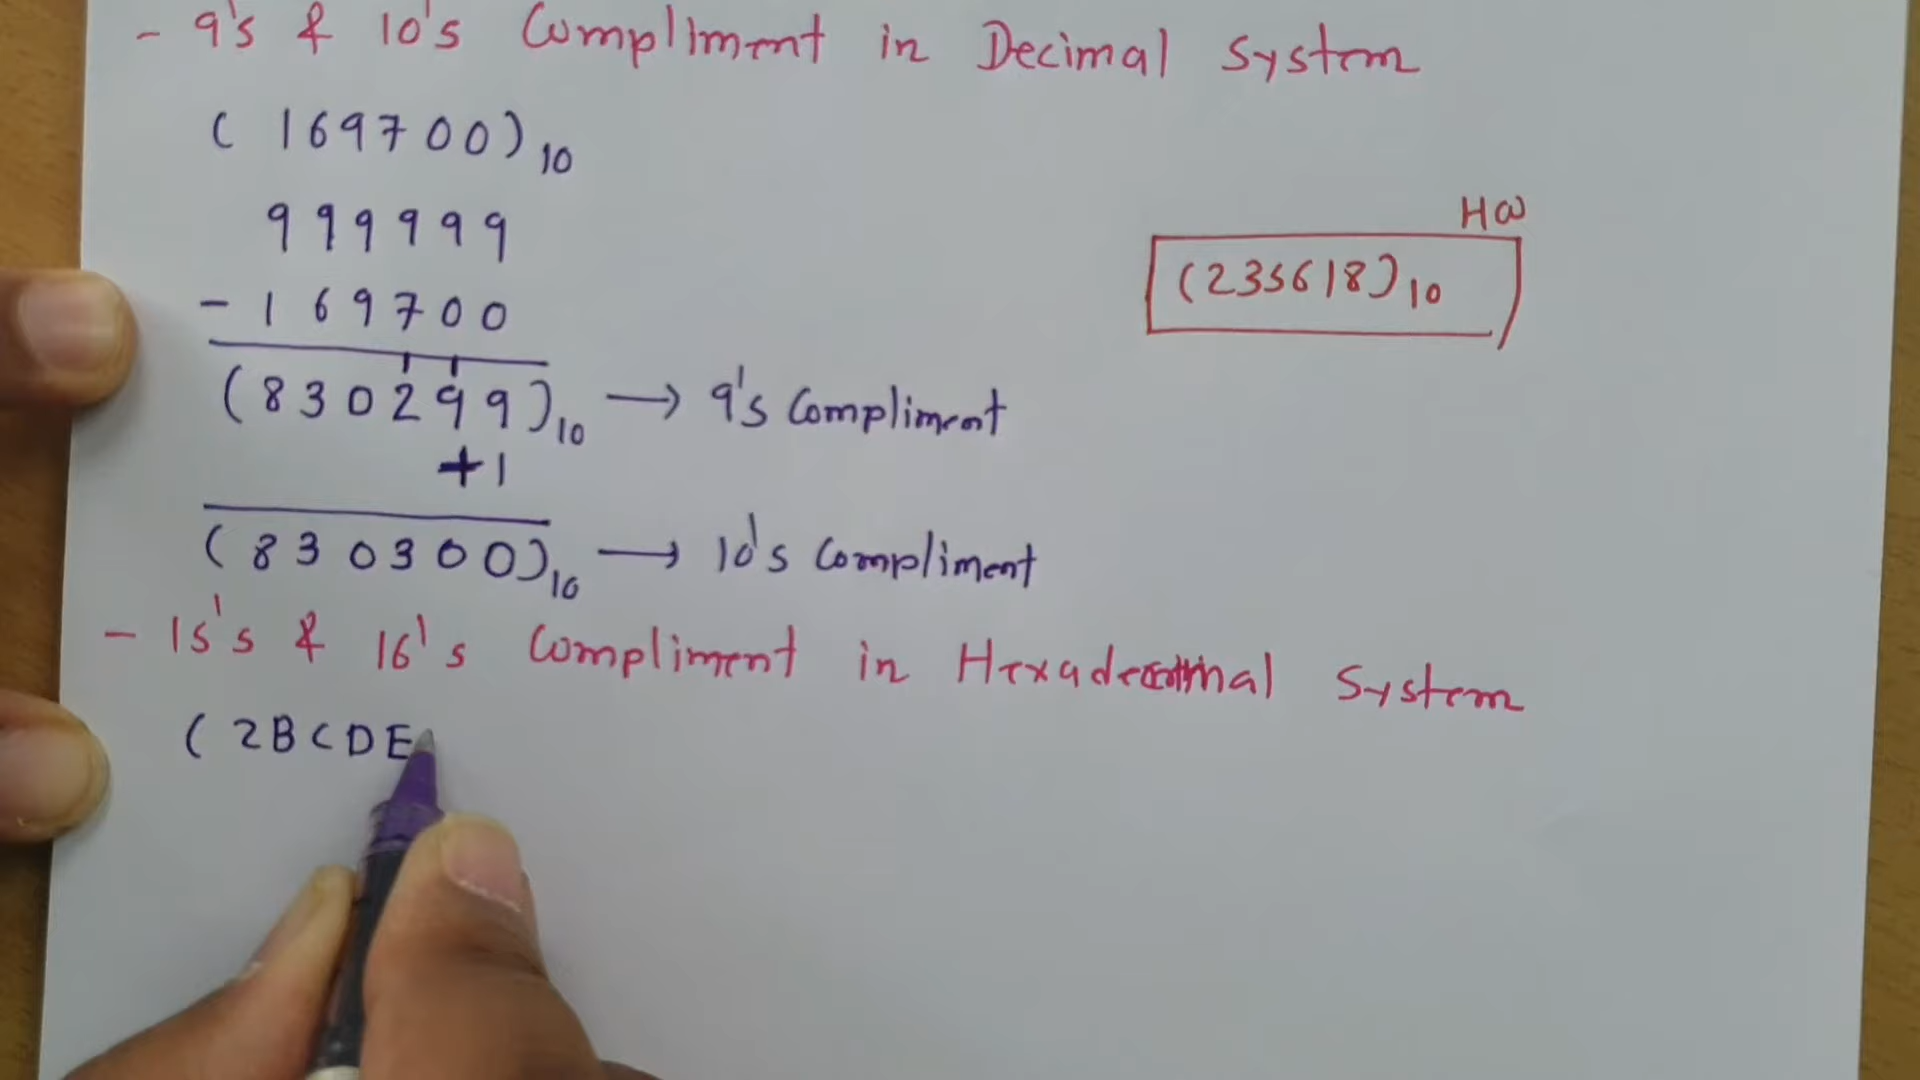 - 9's & 10's Compliment in Decimal System
( 169700)10
999999
HW
(235618)10
- 169700
(830299)10 → 9's Compliment
+1
(830300)10 → 10's Compliment
- 15's & 16's Compliment in Hexadecimal System
( 2BCDE